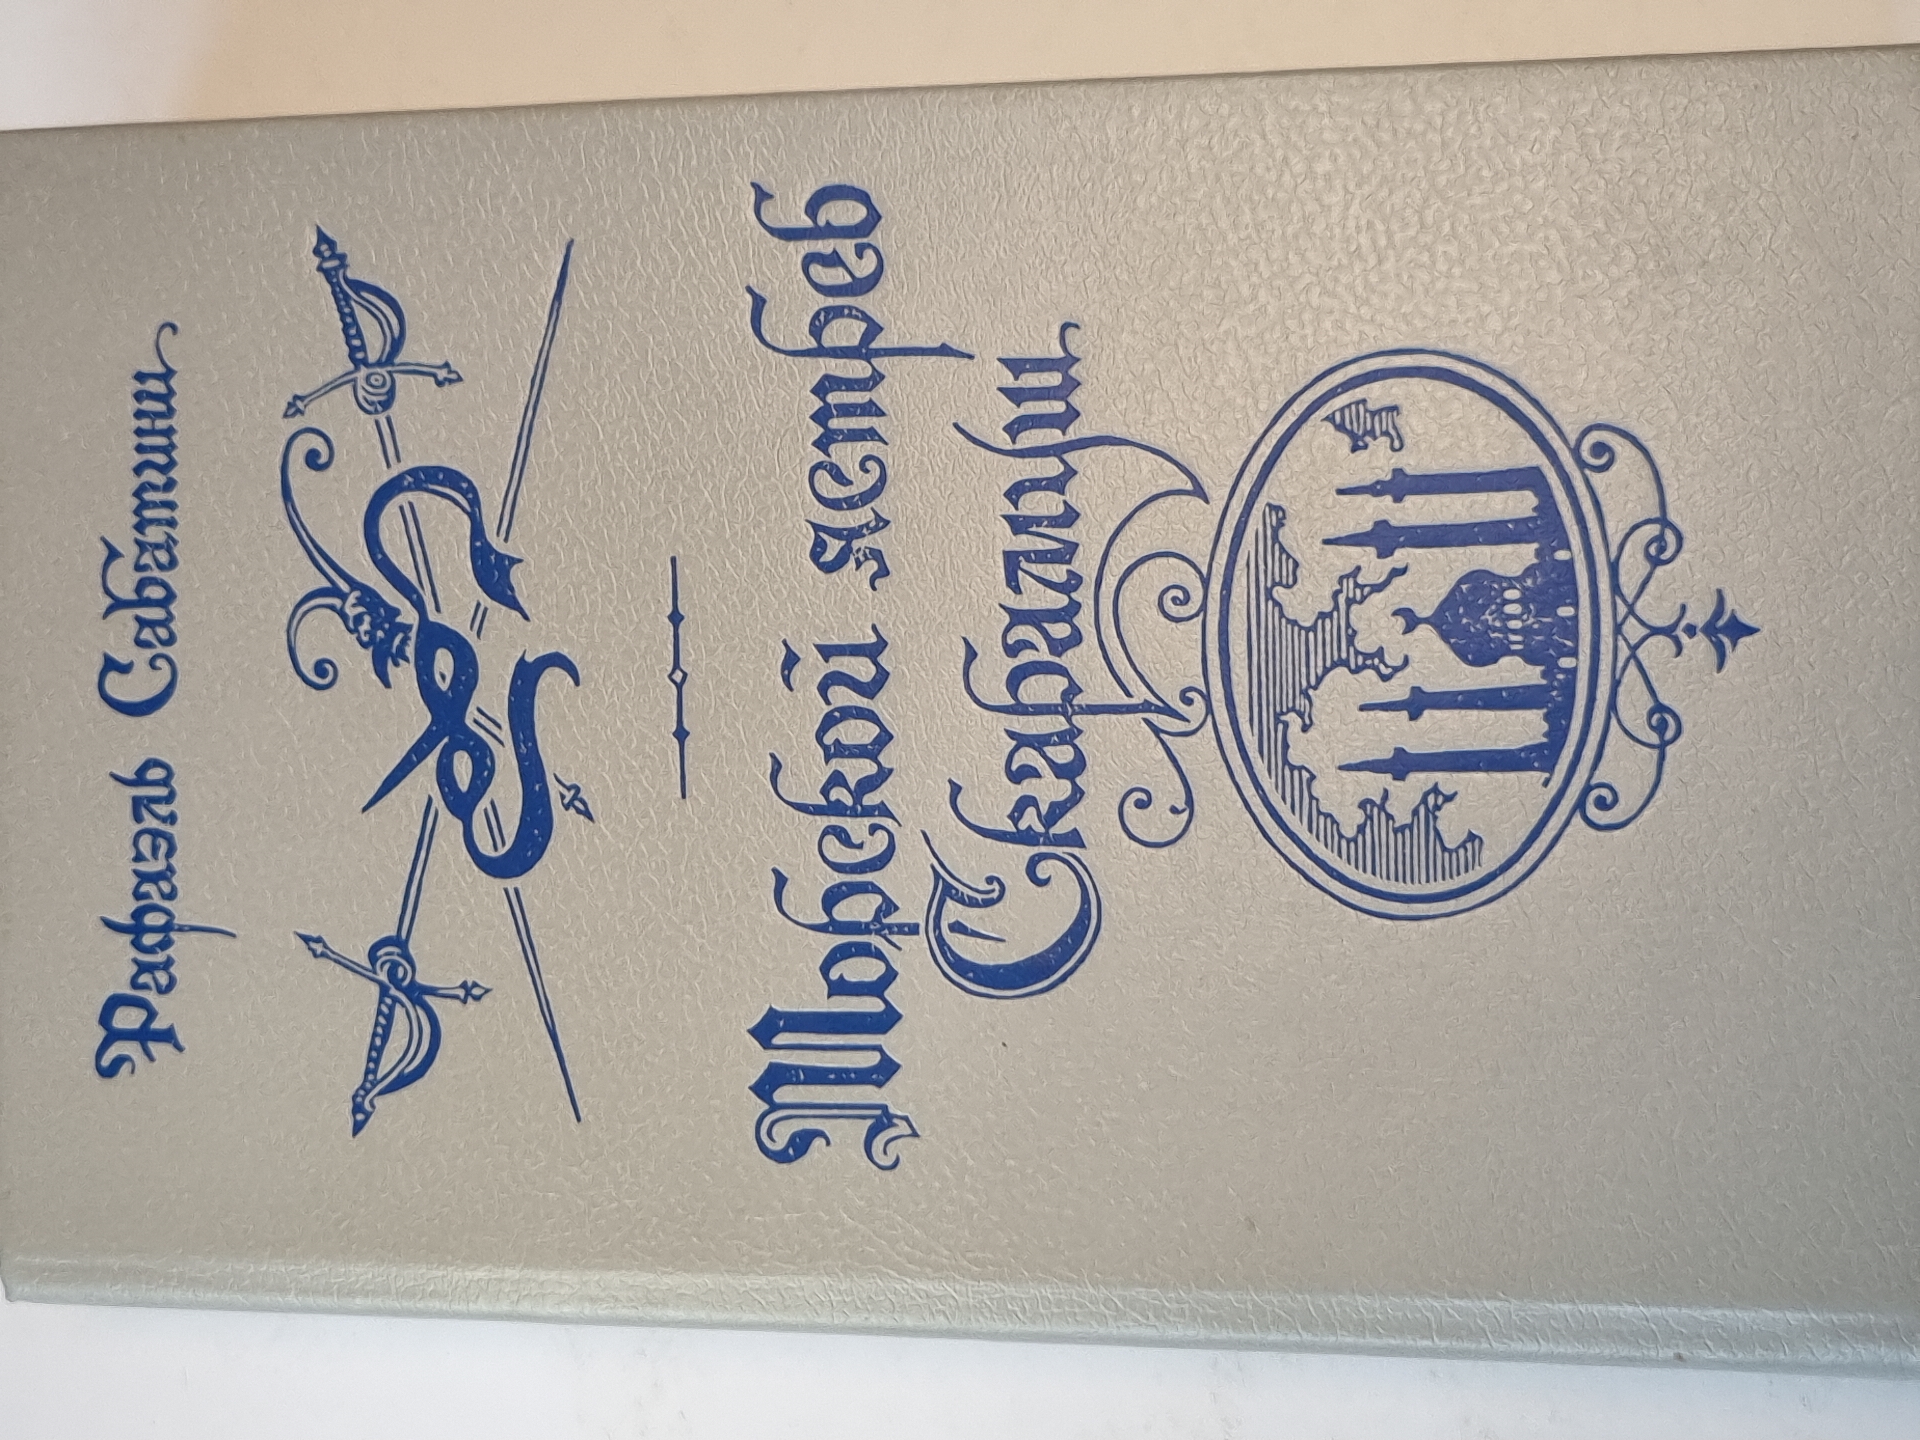 Рафаэль Сабатини
Морской ястреб
Скарамуш